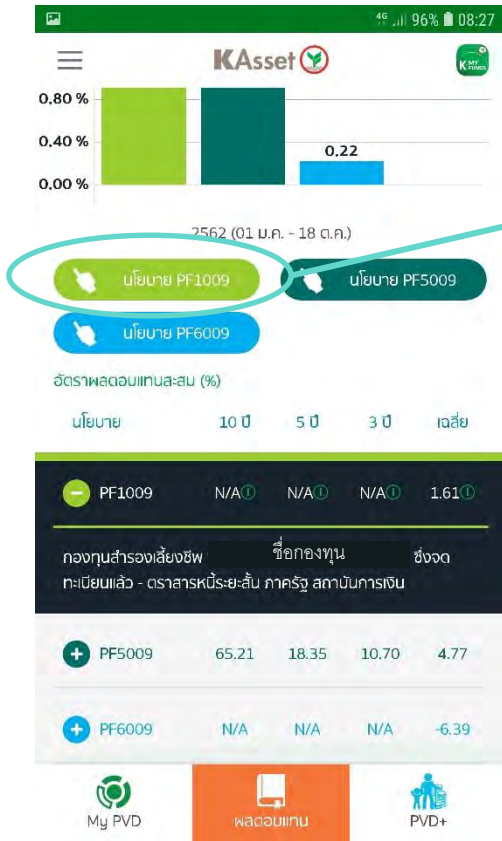 4G 96% 08:27
KAsset K MY FUNDS
0.80 %
0.40 %
0.22
0.00 %
2562 (01 ม.ค. - 18 ต.ค.)
นโยบาย PF1009 นโยบาย PF5009
นโยบาย PF6009
อัตราผลตอบแทนสะสม (%)
นโยบาย 10 ปี 5 ปี 3 ปี เฉลี่ย
PF1009 N/A N/A N/A 1.61
กองทุนสำรองเลี้ยงชีพ ชื่อกองทุน ซึ่งจด
ทะเบียนแล้ว - ตราสารหนี้ระยะสั้น ภาครัฐ สถาบันการเงิน
PF5009 65.21 18.35 10.70 4.77
PF6009 N/A N/A N/A -6.39
My PVD ผลตอบแทน PVD+